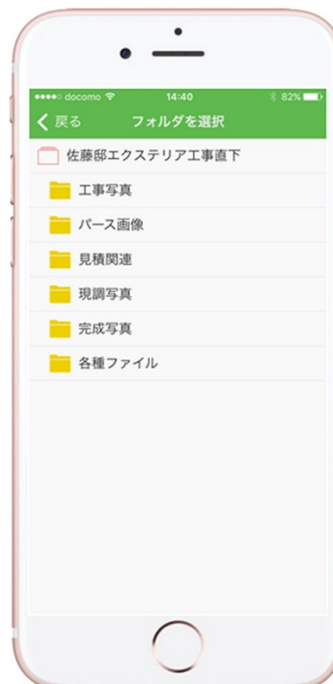 docomo 14:40 82%
戻る フォルダを選択
佐藤邸エクステリア工事直下
工事写真
パース画像
見積関連
現調写真
完成写真
各種ファイル